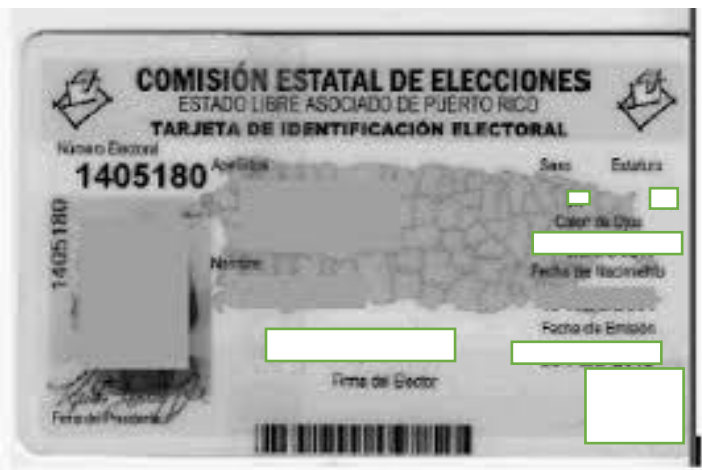 COMISIÓN ESTATAL DE ELECCIONES
ESTADO LIBRE ASOCIADO DE PUERTO RICO
TARJETA DE IDENTIFICACIÓN ELECTORAL
Número Electoral
1405180
Apellidos
Sexo Estatura
1405180
Color de Ojos
Nombre
Fecha de Nacimiento
Fecha de Emisión
Firma del Elector
Firma del Presidente